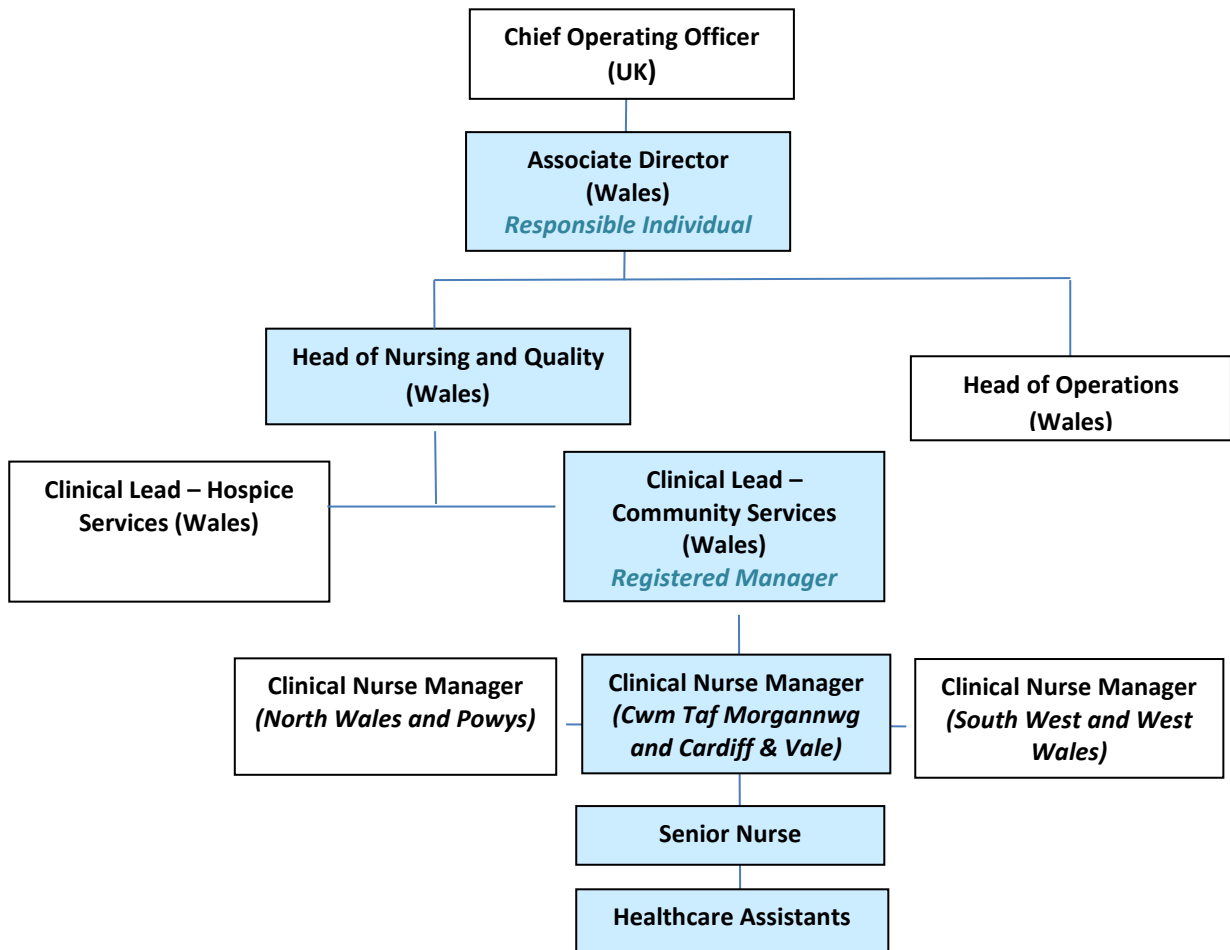 Chief Operating Officer
(UK)
Associate Director
(Wales)
Responsible Individual
Head of Nursing and Quality
(Wales)
Head of Operations
(Wales)
Clinical Lead – Hospice
Services (Wales)
Clinical Lead –
Community Services
(Wales)
Registered Manager
Clinical Nurse Manager
(North Wales and Powys)
Clinical Nurse Manager
(Cwm Taf Morgannwg
and Cardiff & Vale)
Clinical Nurse Manager
(South West and West
Wales)
Senior Nurse
Healthcare Assistants